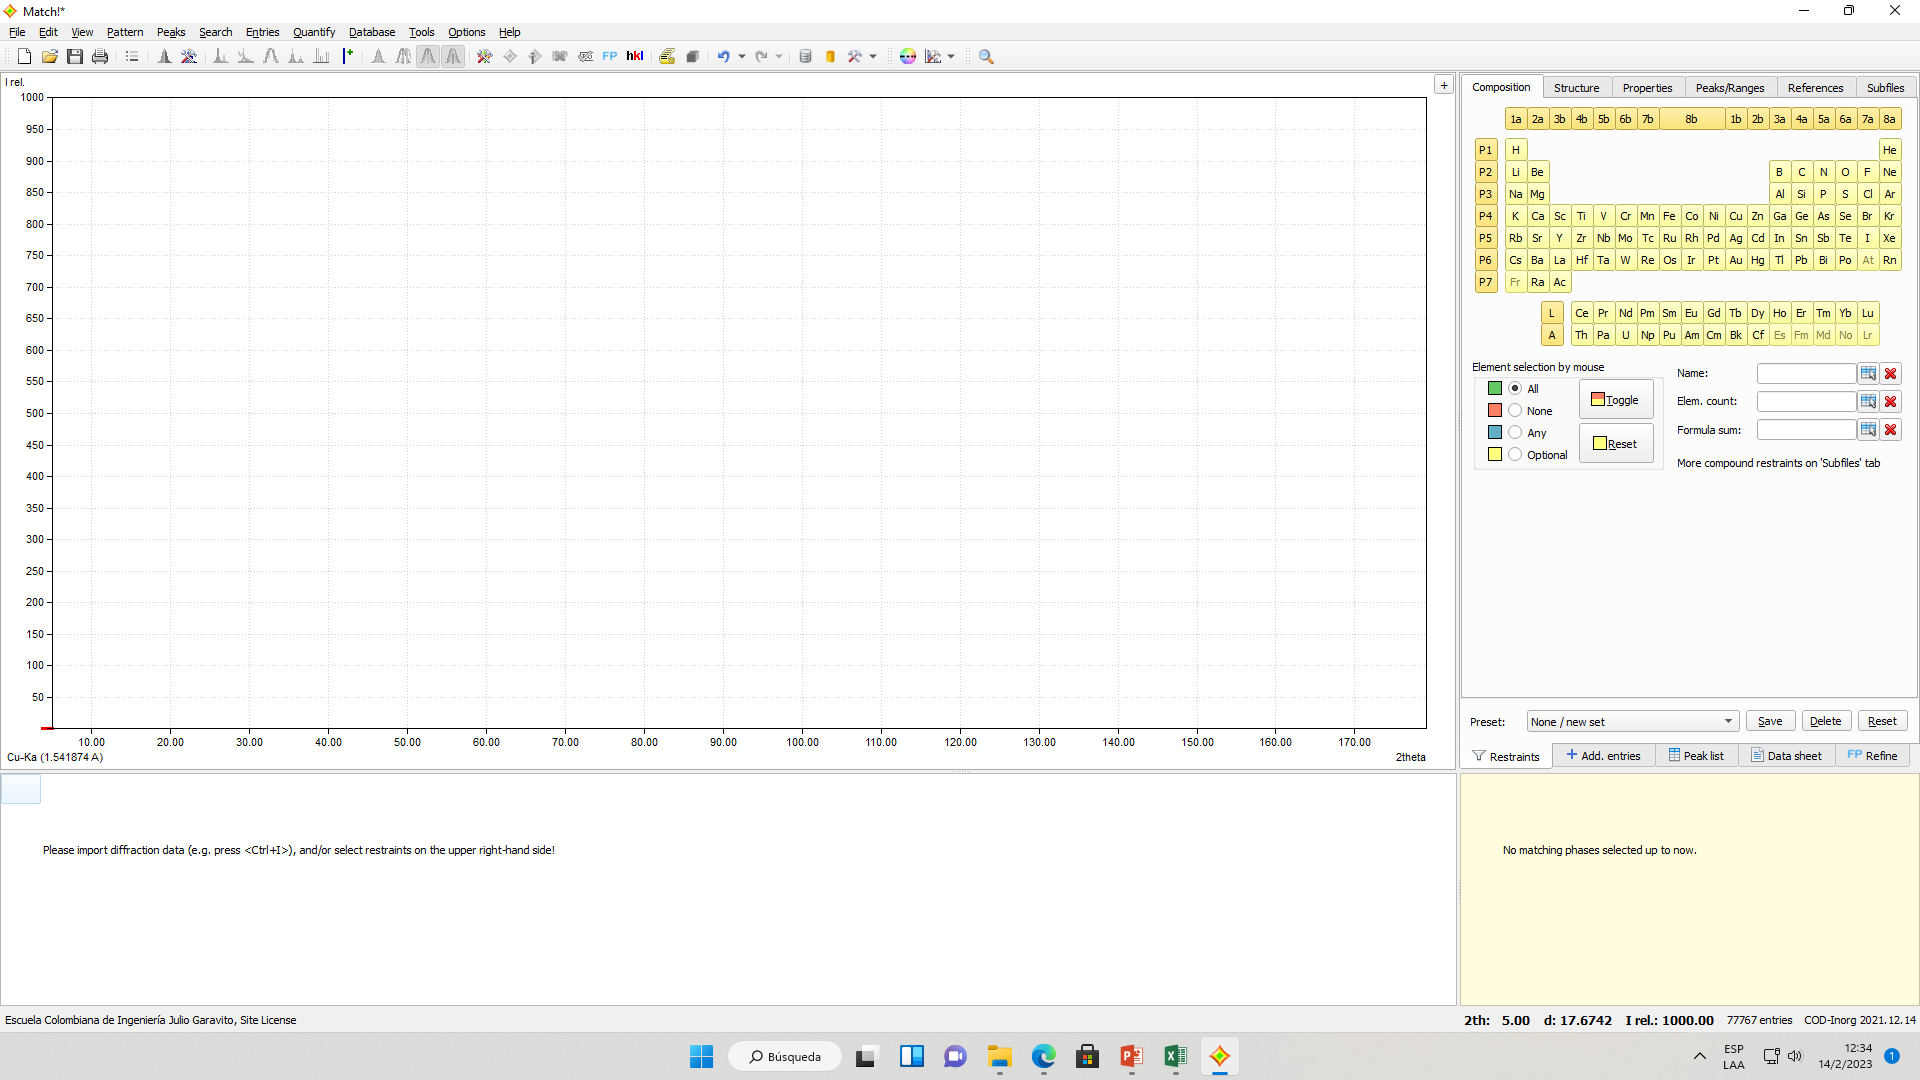 Match!*
File Edit View Pattern Peaks Search Entries Quantify Database Tools Options Help
FP hkl
I rel.
+
1000
950
900
850
800
750
700
650
600
550
500
450
400
350
300
250
200
150
100
50
10.00 20.00 30.00 40.00 50.00 60.00 70.00 80.00 90.00 100.00 110.00 120.00 130.00 140.00 150.00 160.00 170.00
Cu-Ka (1.541874 A) 2theta
Composition Structure Properties Peaks/Ranges References Subfiles
1a 2a 3b 4b 5b 6b 7b 8b 1b 2b 3a 4a 5a 6a 7a 8a
P1 H He
P2 Li Be B C N O F Ne
P3 Na Mg Al Si P S Cl Ar
P4 K Ca Sc Ti V Cr Mn Fe Co Ni Cu Zn Ga Ge As Se Br Kr
P5 Rb Sr Y Zr Nb Mo Tc Ru Rh Pd Ag Cd In Sn Sb Te I Xe
P6 Cs Ba La Hf Ta W Re Os Ir Pt Au Hg Tl Pb Bi Po At Rn
P7 Fr Ra Ac
L Ce Pr Nd Pm Sm Eu Gd Tb Dy Ho Er Tm Yb Lu
A Th Pa U Np Pu Am Cm Bk Cf Es Fm Md No Lr
Element selection by mouse
All
None
Any
Optional
Toggle
Reset
Name:
Elem. count:
Formula sum:
More compound restraints on 'Subfiles' tab
Preset: None / new set Save Delete Reset
Restraints Add. entries Peak list Data sheet FP Refine
Please import diffraction data (e.g. press <Ctrl+I>), and/or select restraints on the upper right-hand side!
No matching phases selected up to now.
Escuela Colombiana de Ingeniería Julio Garavito, Site License
2th: 5.00 d: 17.6742 I rel.: 1000.00 77767 entries COD-Inorg 2021.12.14
Búsqueda
ESP
LAA
12:34
14/2/2023
1